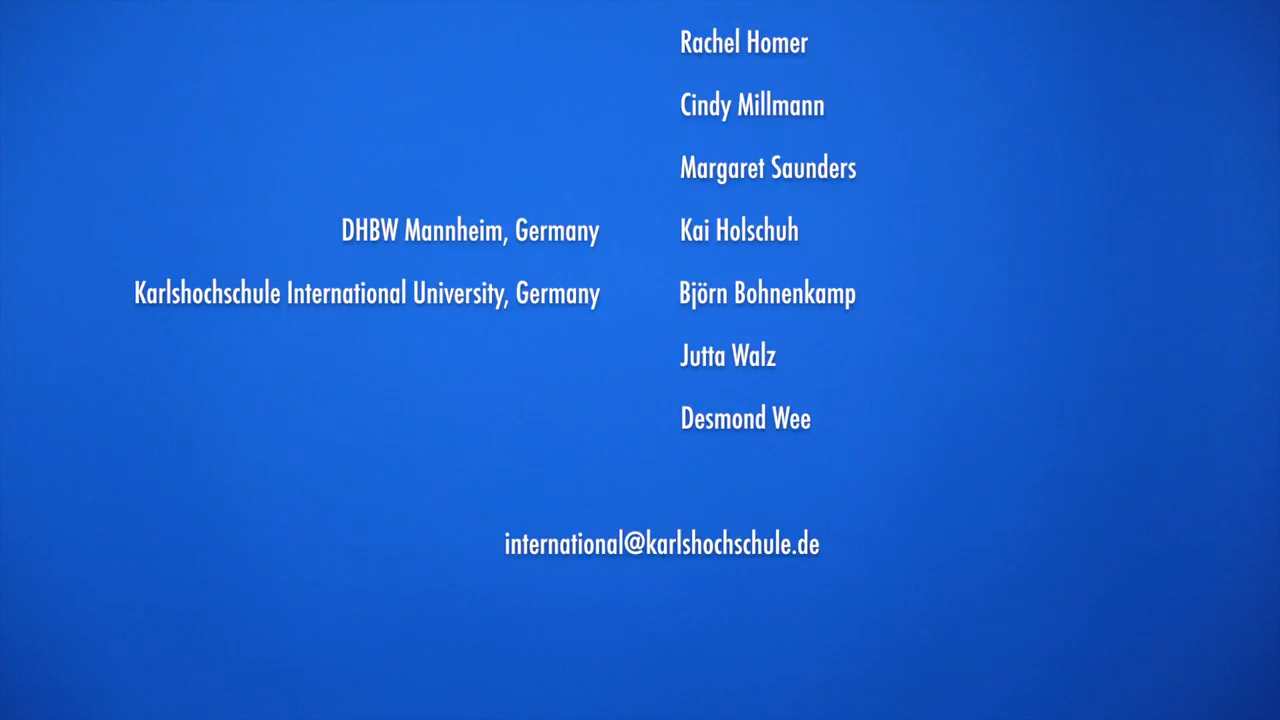 Rachel Homer
Cindy Millmann
Margaret Saunders
DHBW Mannheim, Germany Kai Holschuh
Karlshochschule International University, Germany Björn Bohnenkamp
Jutta Walz
Desmond Wee
international@karlshochschule.de